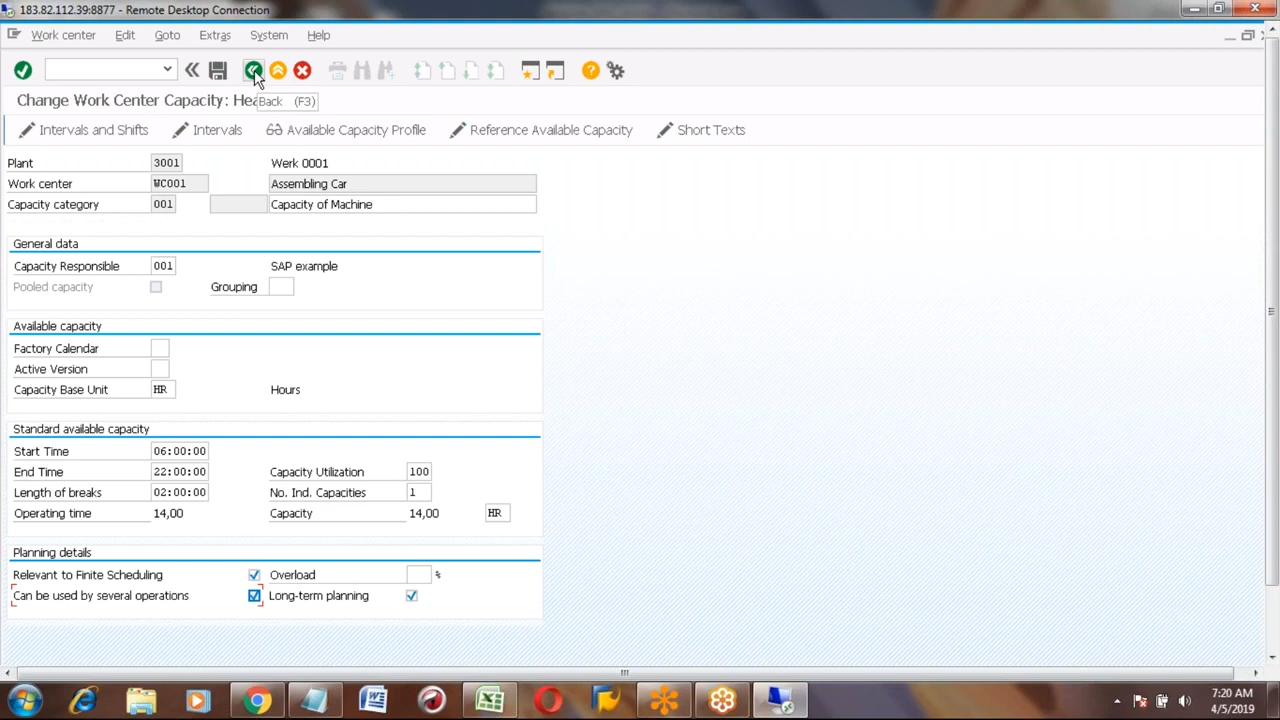 183.82.112.39:8877 - Remote Desktop Connection
Work center Edit Goto Extras System Help
Change Work Center Capacity: Hea
Back (F3)
Intervals and Shifts Intervals Available Capacity Profile Reference Available Capacity Short Texts
Plant 3001 Werk 0001
Work center WC001 Assembling Car
Capacity category 001 Capacity of Machine
General data
Capacity Responsible 001 SAP example
Pooled capacity Grouping
Available capacity
Factory Calendar
Active Version
Capacity Base Unit HR Hours
Standard available capacity
Start Time 06:00:00
End Time 22:00:00 Capacity Utilization 100
Length of breaks 02:00:00 No. Ind. Capacities 1
Operating time 14,00 Capacity 14,00 HR
Planning details
Relevant to Finite Scheduling Overload %
Can be used by several operations Long-term planning
7:20 AM
4/5/2019